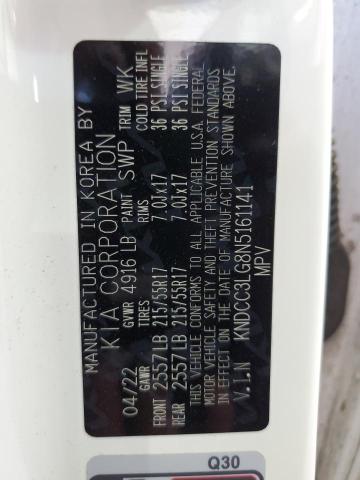 MANUFACTURED IN KOREA BY
KIA CORPORATION
04/22 GVWR 4916 LB PAINT SWP TRIM WK
GAWR TIRES RIMS COLD TIRE INFL
FRONT 2557 LB 215/55R17 7.0JX17 36 PSI SINGLE
REAR 2557 LB 215/55R17 7.0JX17 36 PSI SINGLE
THIS VEHICLE CONFORMS TO ALL APPLICABLE U.S.A. FEDERAL
MOTOR VEHICLE SAFETY AND THEFT PREVENTION STANDARDS
IN EFFECT ON THE DATE OF MANUFACTURE SHOWN ABOVE.
V.I.N KNDCC3LG8N5161141
MPV
Q30